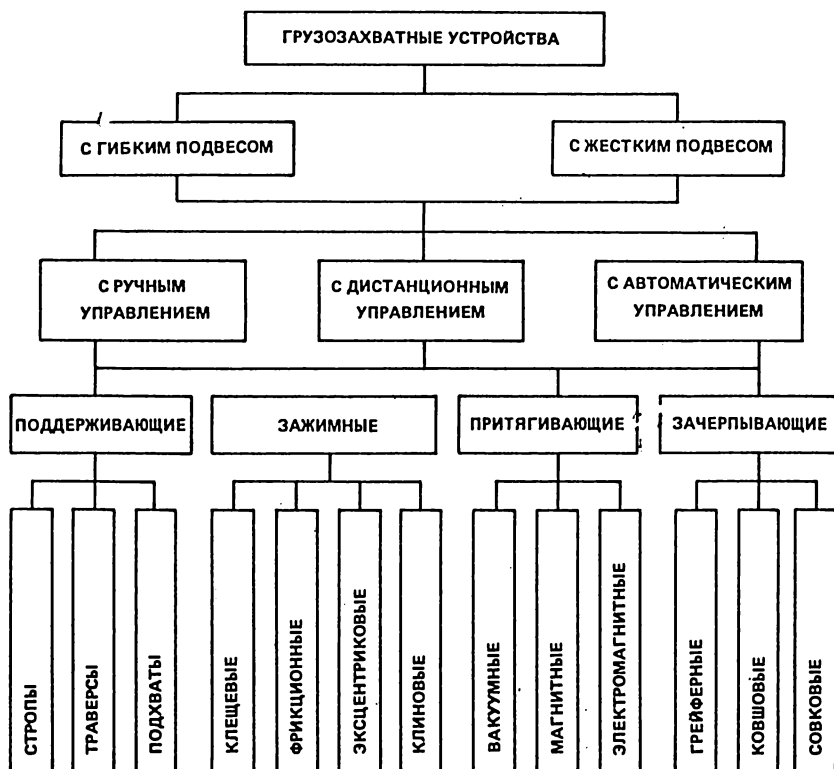 ГРУЗОЗАХВАТНЫЕ УСТРОЙСТВА
С ГИБКИМ ПОДВЕСОМ
С ЖЕСТКИМ ПОДВЕСОМ
С РУЧНЫМ
УПРАВЛЕНИЕМ
С ДИСТАНЦИОННЫМ
УПРАВЛЕНИЕМ
С АВТОМАТИЧЕСКИМ
УПРАВЛЕНИЕМ
ПОДДЕРЖИВАЮЩИЕ
ЗАЖИМНЫЕ
ПРИТЯГИВАЮЩИЕ
ЗАЧЕРПЫВАЮЩИЕ
СТРОПЫ
ТРАВЕРСЫ
ПОДХВАТЫ
КЛЕЩЕВЫЕ
ФРИКЦИОННЫЕ
ЭКСЦЕНТРИКОВЫЕ
КЛИНОВЫЕ
ВАКУУМНЫЕ
МАГНИТНЫЕ
ЭЛЕКТРОМАГНИТНЫЕ
ГРЕЙФЕРНЫЕ
КОВШОВЫЕ
СОВКОВЫЕ